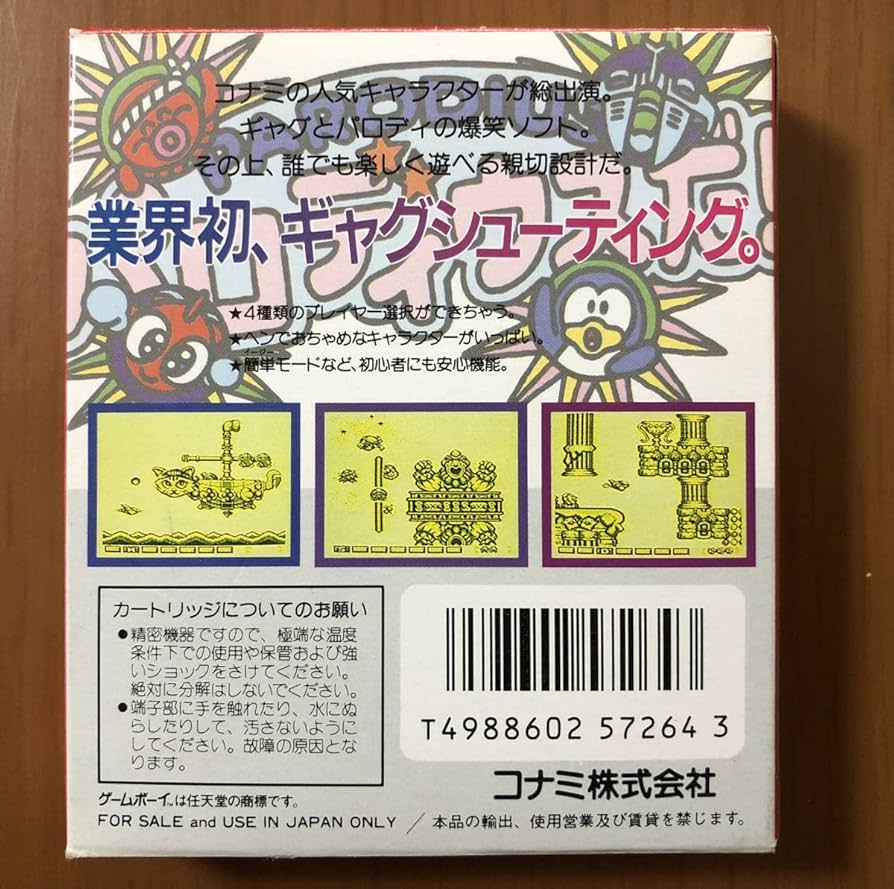 コナミの人気キャラクターが総出演。
ギャグとパロディの爆笑ソフト。
その上、誰でも楽しく遊べる親切設計だ。
PARODIUS
パロディウスだ!
業界初、ギャグシューティング。
★4種類のプレイヤー選択ができちゃう。
★ヘンでおちゃめなキャラクターがいっぱい。
イージー
★簡単モードなど、初心者にも安心機能。
カートリッジについてのお願い
●精密機器ですので、極端な温度
条件下での使用や保管および強
いショックをさけてください。
絶対に分解はしないでください。
●端子部に手を触れたり、水にぬ
らしたりして、汚さないように
してください。故障の原因とな
ります。
T4988602 57264 3
コナミ株式会社
ゲームボーイ™は任天堂の商標です。
FOR SALE and USE IN JAPAN ONLY / 本品の輸出、使用営業及び賃貸を禁じます。